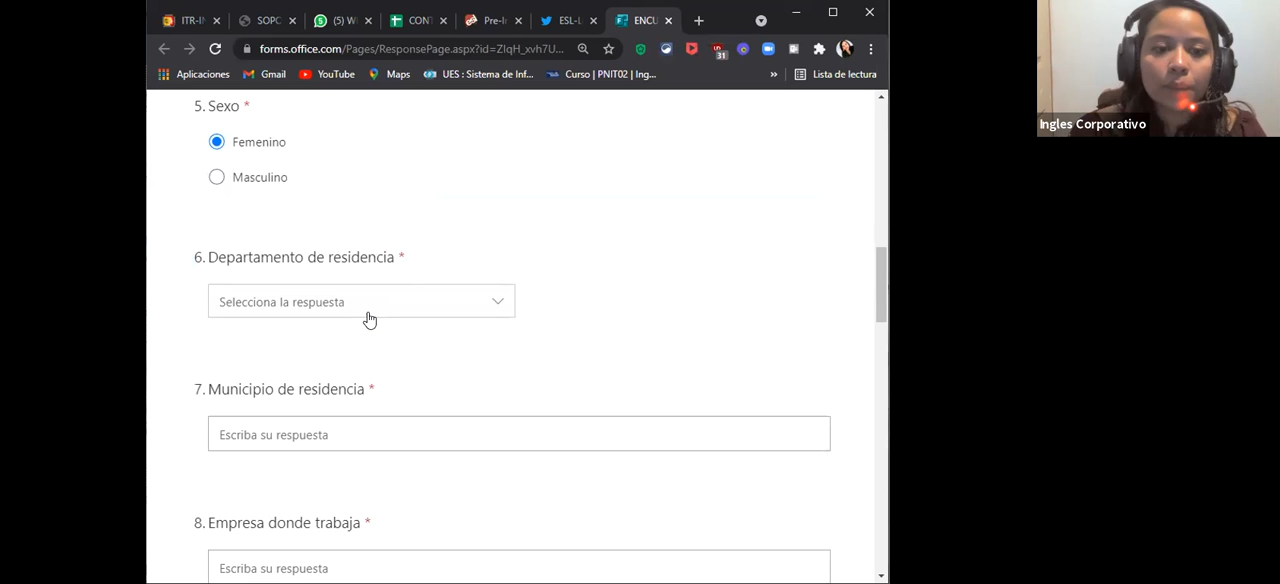 ITR-IN
SOPC
(5) W
CONT
Pre-In
ESL-L
ENCU
forms.office.com/Pages/ResponsePage.aspx?id=ZIqH_xvh7U...
31
Aplicaciones
Gmail
YouTube
Maps
UES : Sistema de Inf...
Curso | PNIT02 | Ing...
»
Lista de lectura
Ingles Corporativo
5. Sexo *
Femenino
Masculino
6. Departamento de residencia *
Selecciona la respuesta
7. Municipio de residencia *
Escriba su respuesta
8. Empresa donde trabaja *
Escriba su respuesta